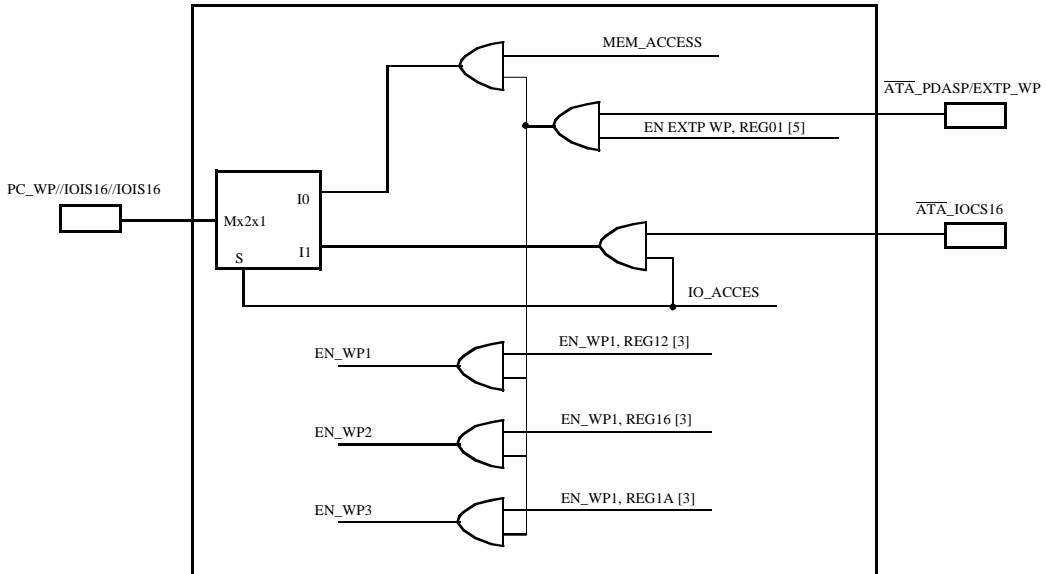 MEM_ACCESS
ATA_PDASP/EXTP_WP
EN EXTP WP, REG01 [5]
PC_WP//IOIS16//IOIS16
I0
Mx2x1
ATA_IOCS16
I1
S
IO_ACCES
EN_WP1, REG12 [3]
EN_WP1
EN_WP1, REG16 [3]
EN_WP2
EN_WP1, REG1A [3]
EN_WP3